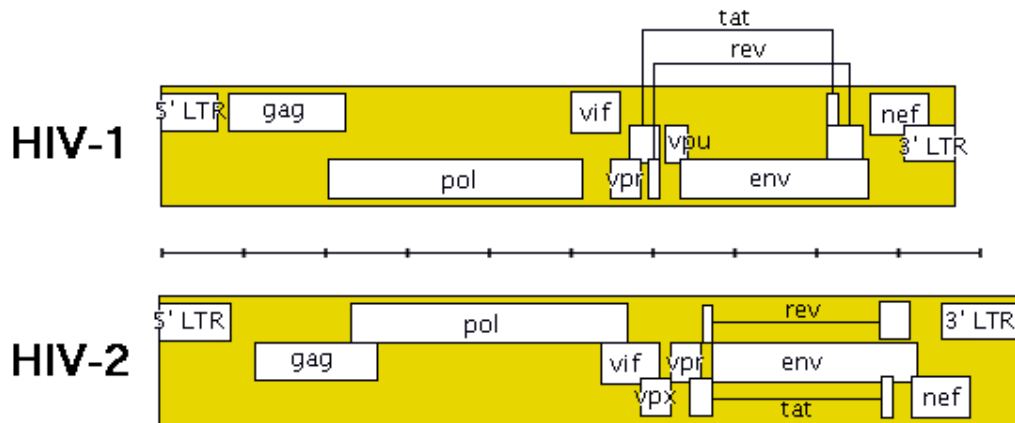 tat
rev
HIV-1
5' LTR
gag
vif
nef
vpu
3' LTR
pol
vpr
env
HIV-2
5' LTR
pol
rev
3' LTR
gag
vif
vpr
env
vpx
tat
nef